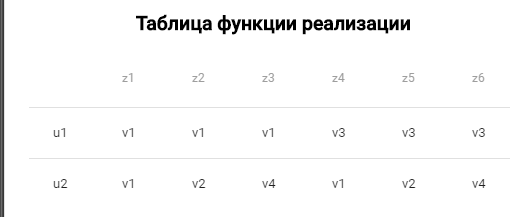 Таблица функции реализации
z1 z2 z3 z4 z5 z6
u1 v1 v1 v1 v3 v3 v3
u2 v1 v2 v4 v1 v2 v4